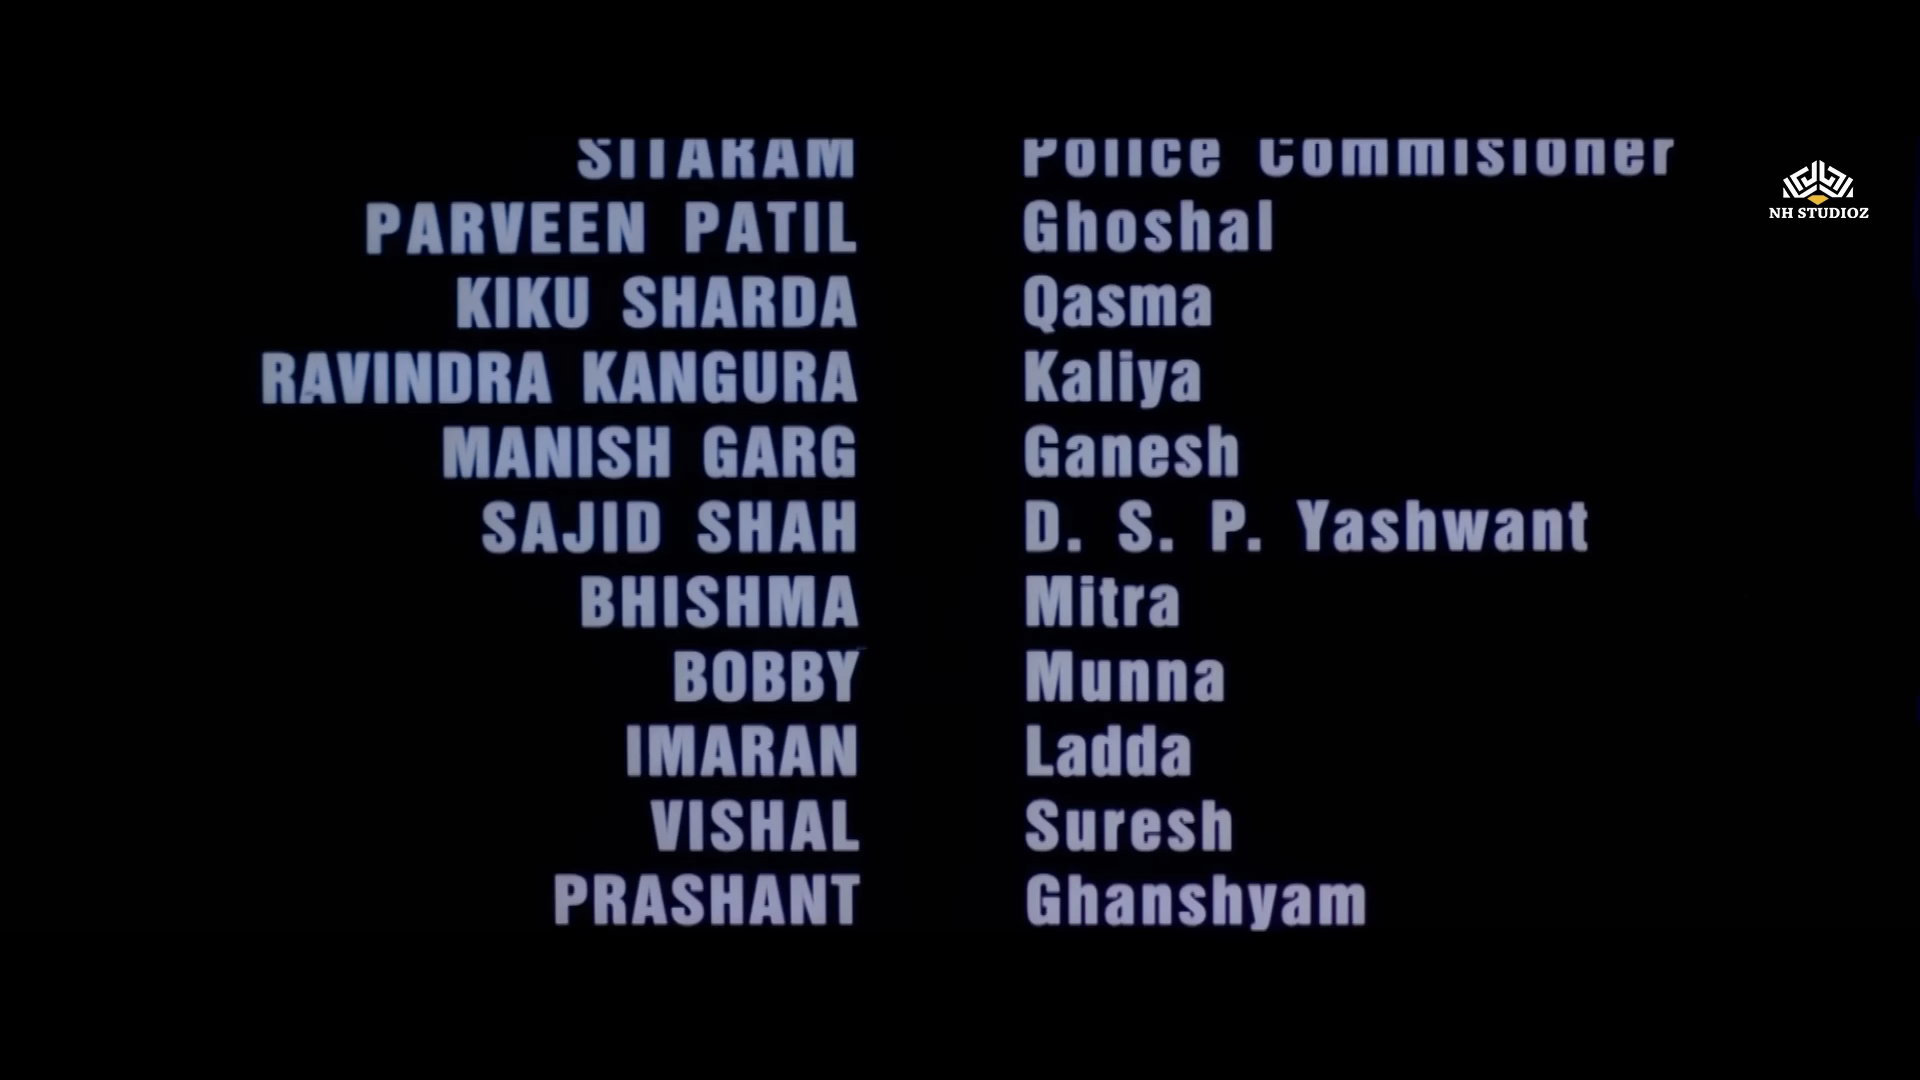 SITARAM Police Commisioner
PARVEEN PATIL Ghoshal
KIKU SHARDA Qasma
RAVINDRA KANGURA Kaliya
MANISH GARG Ganesh
SAJID SHAH D. S. P. Yashwant
BHISHMA Mitra
BOBBY Munna
IMARAN Ladda
VISHAL Suresh
PRASHANT Ghanshyam
NH STUDIOZ